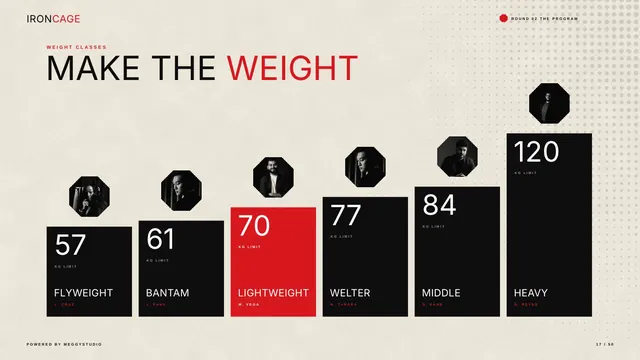 IRONCAGE
ROUND 02 THE PROGRAM
WEIGHT CLASSES
MAKE THE WEIGHT
57
KG LIMIT
FLYWEIGHT
61
KG LIMIT
BANTAM
70
KG LIMIT
LIGHTWEIGHT
M. VEGA
77
KG LIMIT
WELTER
84
KG LIMIT
MIDDLE
120
KG LIMIT
HEAVY
POWERED BY MEGGYSTUDIO
17 / 50